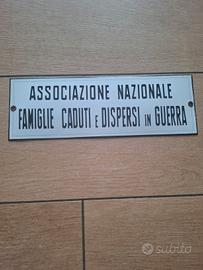 ASSOCIAZIONE NAZIONALE
FAMIGLIE CADUTI E DISPERSI IN GUERRA
subito